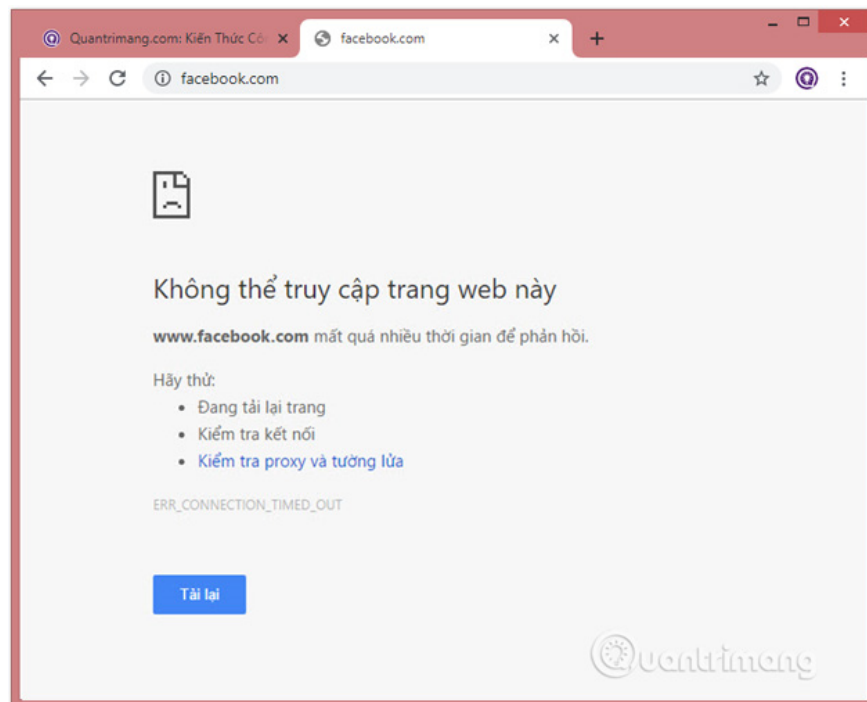 Quantrimang.com: Kiến Thức Cô
facebook.com
facebook.com
Không thể truy cập trang web này
www.facebook.com mất quá nhiều thời gian để phản hồi.
Hãy thử:
Đang tải lại trang
Kiểm tra kết nối
Kiểm tra proxy và tường lửa
ERR_CONNECTION_TIMED_OUT
Tải lại
Quantrimang